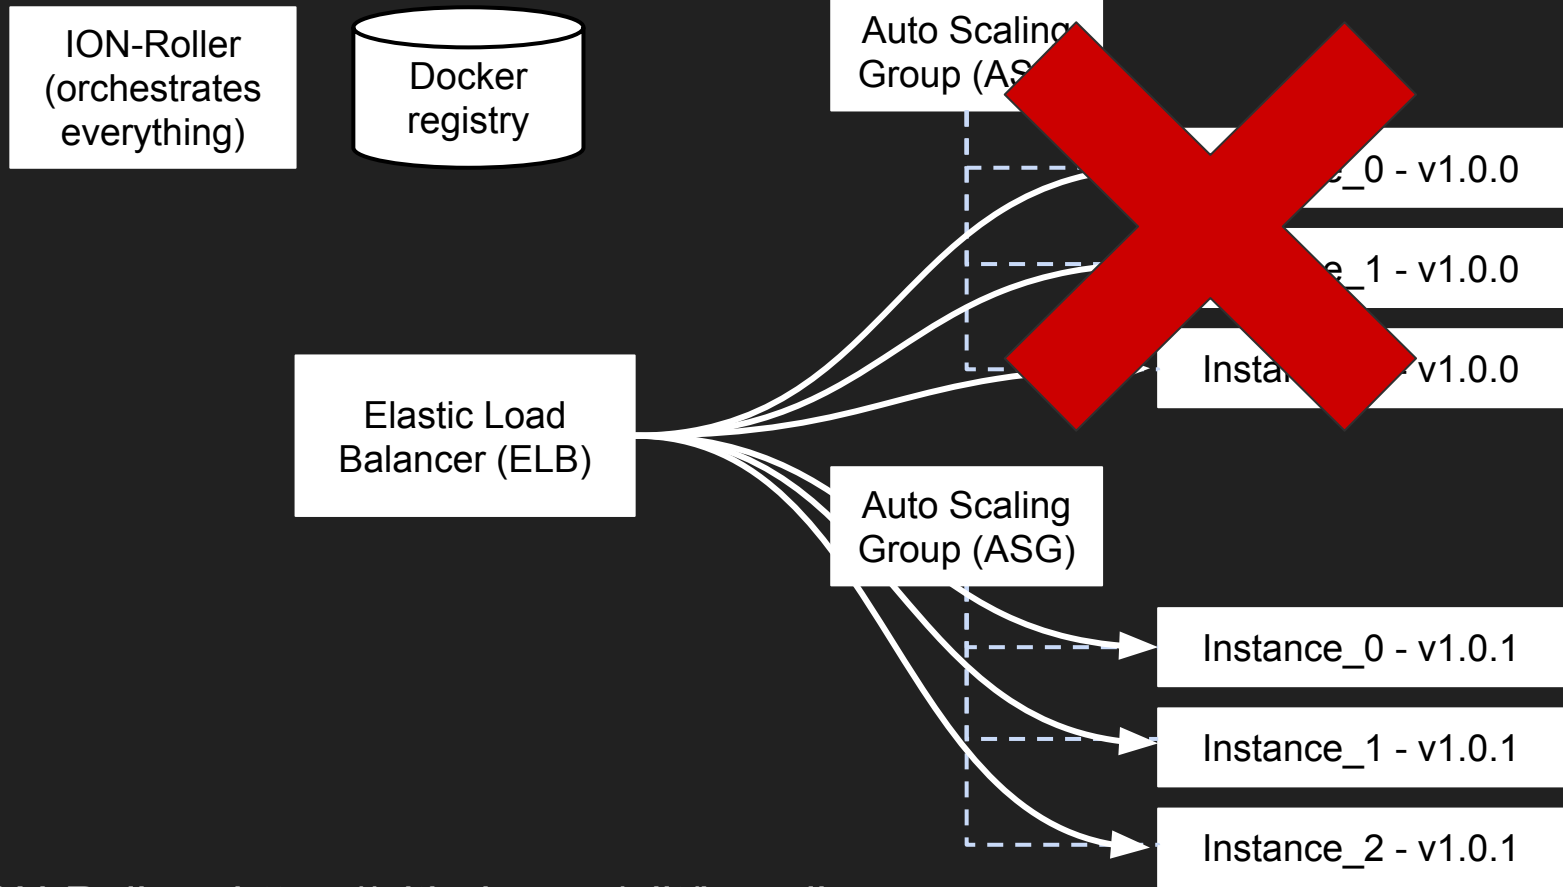 ION-Roller
(orchestrates
everything)
Docker
registry
Auto Scaling
Group
Elastic Load
Balancer (ELB)
_0 - v1.0.0
_1 - v1.0.0
v1.0.0
Auto Scaling
Group (ASG)
Instance_0 - v1.0.1
Instance_1 - v1.0.1
Instance_2 - v1.0.1